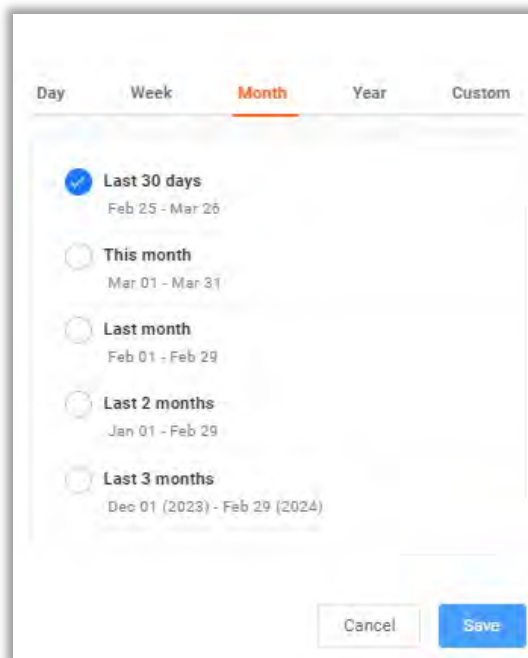 Day Week Month Year Custom
Last 30 days
Feb 25 - Mar 26
This month
Mar 01 - Mar 31
Last month
Feb 01 - Feb 29
Last 2 months
Jan 01 - Feb 29
Last 3 months
Dec 01 (2023) - Feb 29 (2024)
Cancel Save